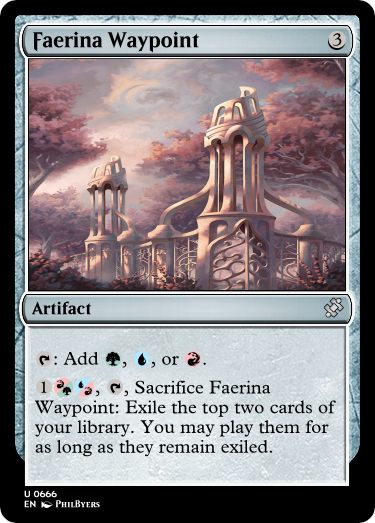 Faerina Waypoint 3
Artifact
: Add , , or .
1 , , Sacrifice Faerina
Waypoint: Exile the top two cards of
your library. You may play them for
as long as they remain exiled.
U 0666
EN PhilByers